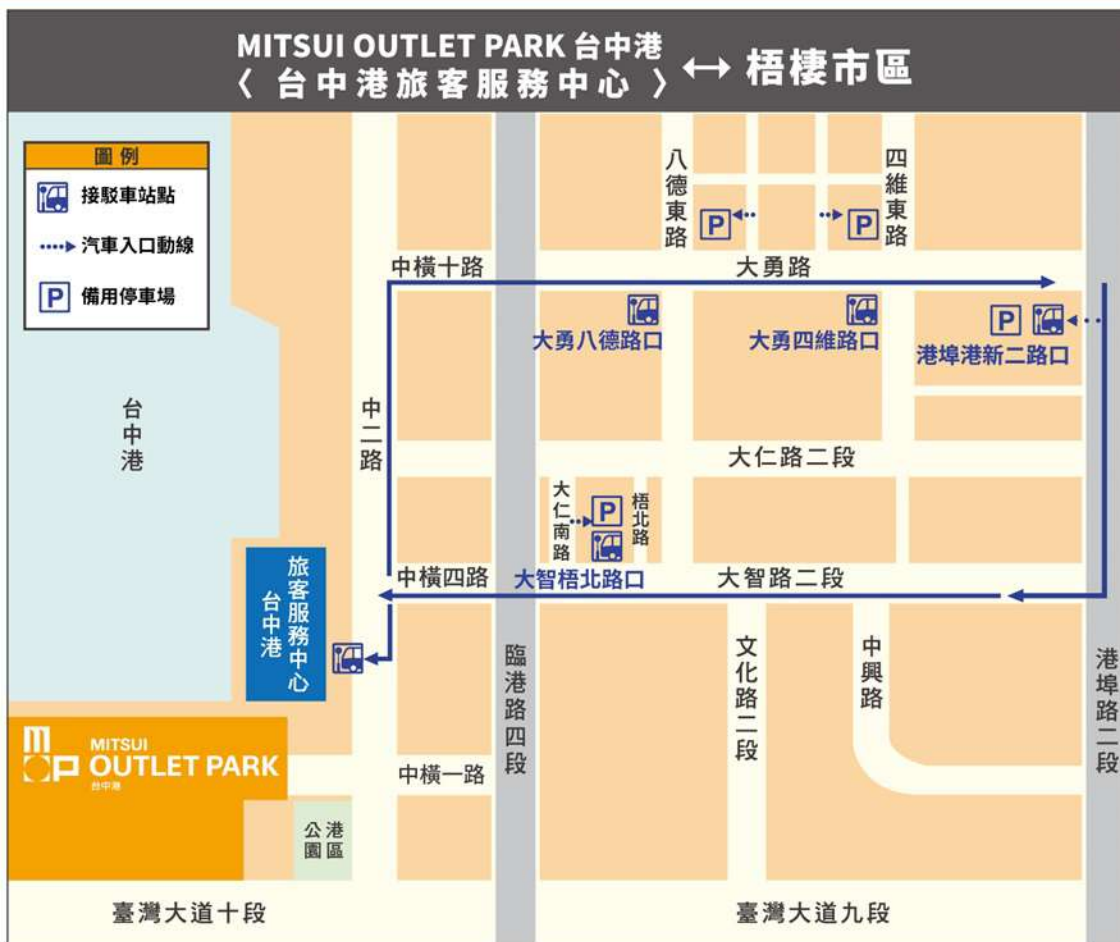 MITSUI OUTLET PARK 台中港
〈 台中港旅客服務中心 〉 ↔ 梧棲市區
圖例
接駁車站點
汽車入口動線
P 備用停車場
八德東路
四維東路
P
P
中橫十路
大勇路
大勇八德路口
大勇四維路口
P
港埠港新二路口
台中港
中二路
大仁路二段
大仁南路
P
梧北路
大智梧北路口
中橫四路
大智路二段
台中港
旅客服務中心
臨港路四段
文化路二段
中興路
港埠路二段
MITSUI
OUTLET PARK
台中港
中橫一路
港區
公園
臺灣大道十段
臺灣大道九段